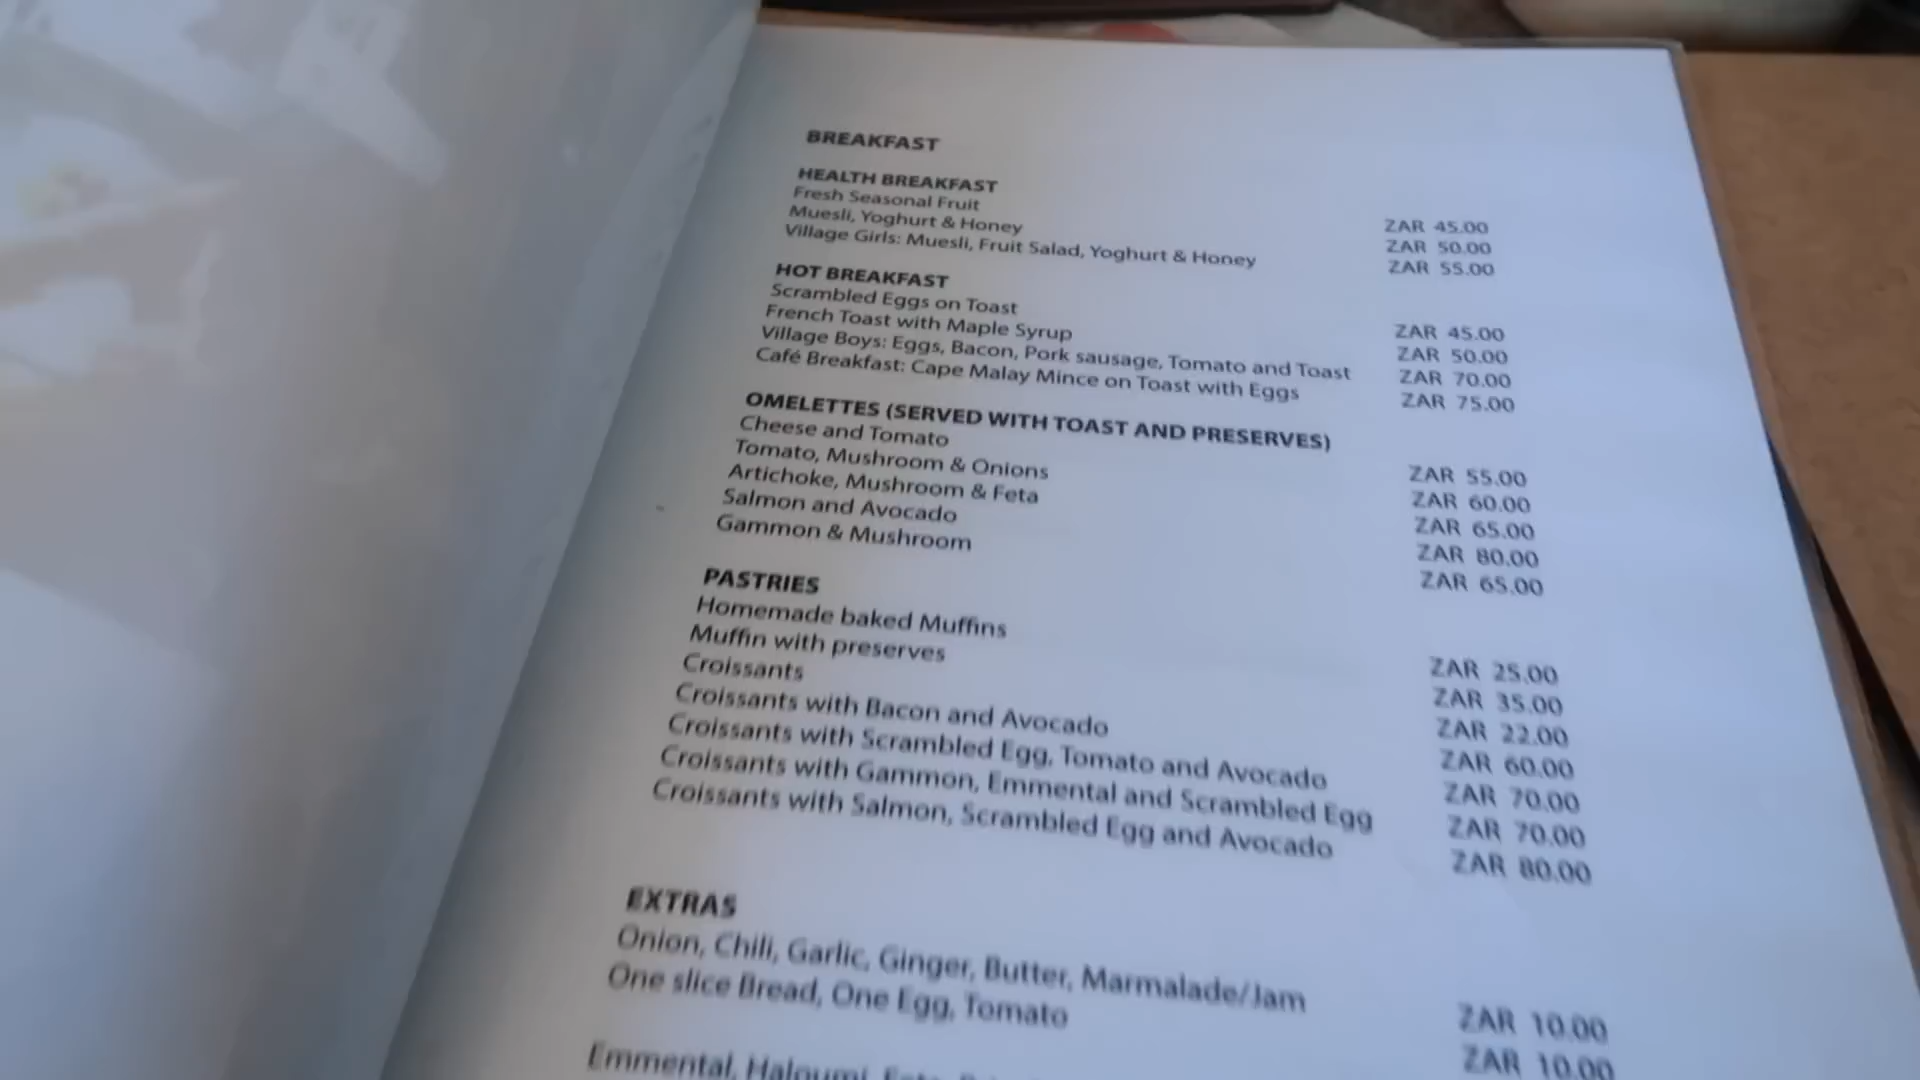 BREAKFAST
HEALTH BREAKFAST
Fresh Seasonal Fruit ZAR 45.00
Muesli, Yoghurt & Honey ZAR 50.00
Village Girls: Muesli, Fruit Salad, Yoghurt & Honey ZAR 55.00
HOT BREAKFAST
Scrambled Eggs on Toast ZAR 45.00
French Toast with Maple Syrup ZAR 50.00
Village Boys: Eggs, Bacon, Pork sausage, Tomato and Toast ZAR 70.00
Café Breakfast: Cape Malay Mince on Toast with Eggs ZAR 75.00
OMELETTES (SERVED WITH TOAST AND PRESERVES)
Cheese and Tomato ZAR 55.00
Tomato, Mushroom & Onions ZAR 60.00
Artichoke, Mushroom & Feta ZAR 65.00
Salmon and Avocado ZAR 80.00
Gammon & Mushroom ZAR 65.00
PASTRIES
Homemade baked Muffins ZAR 25.00
Muffin with preserves ZAR 35.00
Croissants ZAR 22.00
Croissants with Bacon and Avocado ZAR 60.00
Croissants with Scrambled Egg, Tomato and Avocado ZAR 70.00
Croissants with Gammon, Emmental and Scrambled Egg ZAR 70.00
Croissants with Salmon, Scrambled Egg and Avocado ZAR 80.00
EXTRAS
Onion, Chili, Garlic, Ginger, Butter, Marmalade/Jam ZAR 10.00
One slice Bread, One Egg, Tomato ZAR 10.00
Emmental, Haloumi,